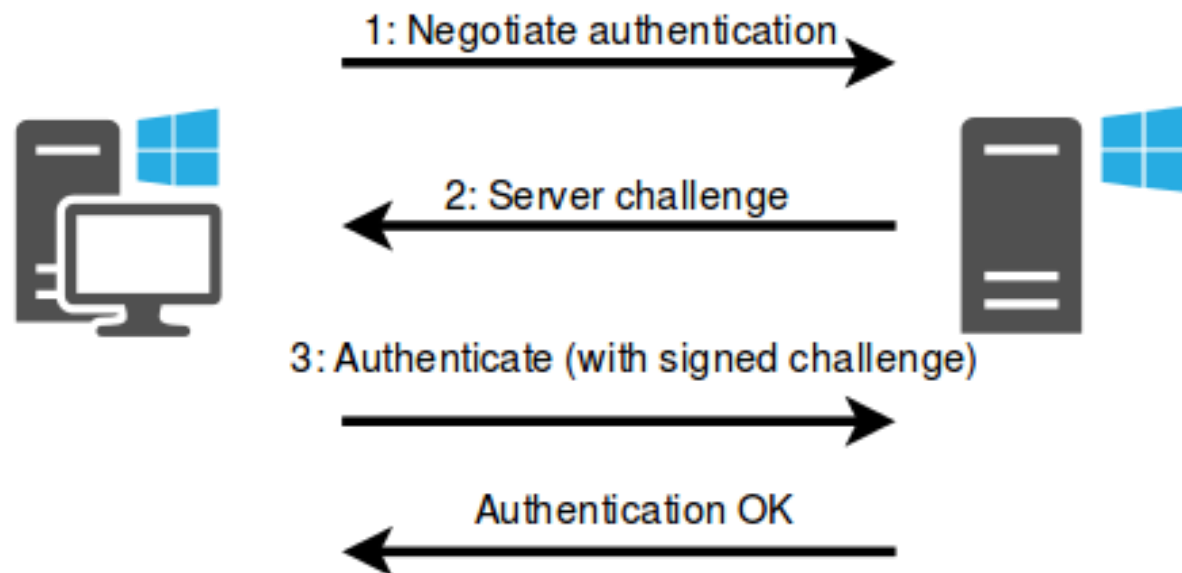 1: Negotiate authentication
2: Server challenge
3: Authenticate (with signed challenge)
Authentication OK